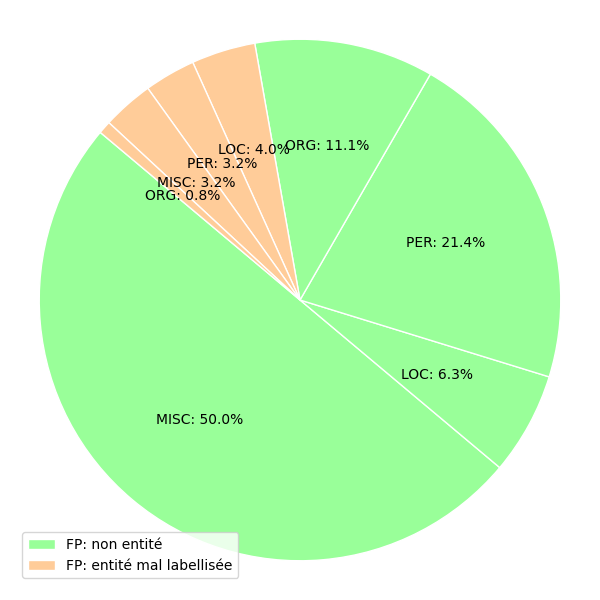 LOC: 4.0%
ORG: 11.1%
PER: 3.2%
MISC: 3.2%
ORG: 0.8%
PER: 21.4%
LOC: 6.3%
MISC: 50.0%
FP: non entité
FP: entité mal labellisée